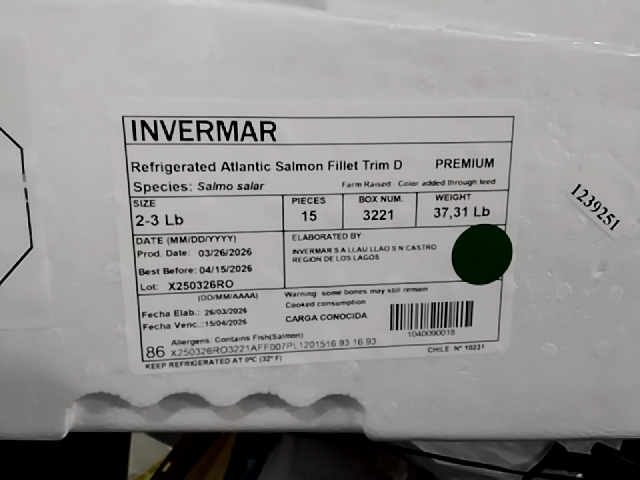 INVERMAR
Refrigerated Atlantic Salmon Fillet Trim D PREMIUM
Species: Salmo salar Farm Raised Color added through feed
SIZE PIECES BOX NUM. WEIGHT
2-3 Lb 15 3221 37,31 Lb
DATE (MM/DD/YYYY) ELABORATED BY
Prod. Date: 03/26/2026 INVERMAR S A LLAU LLAO S N CASTRO
REGION DE LOS LAGOS
Best Before: 04/15/2026
Lot: X250326RO
(DD/MM/AAAA) Warning some bones may still remain
Cooked consumption
Fecha Elab.: 26/03/2026
Fecha Venc.: 15/04/2026 CARGA CONOCIDA
Allergens: Contains Fish(Salmon) 1040090018
86 X250326RO3221AFF007PL1201516 93 16.93 CHILE N° 10231
KEEP REFRIGERATED AT 0ºC (32º F)
1239251